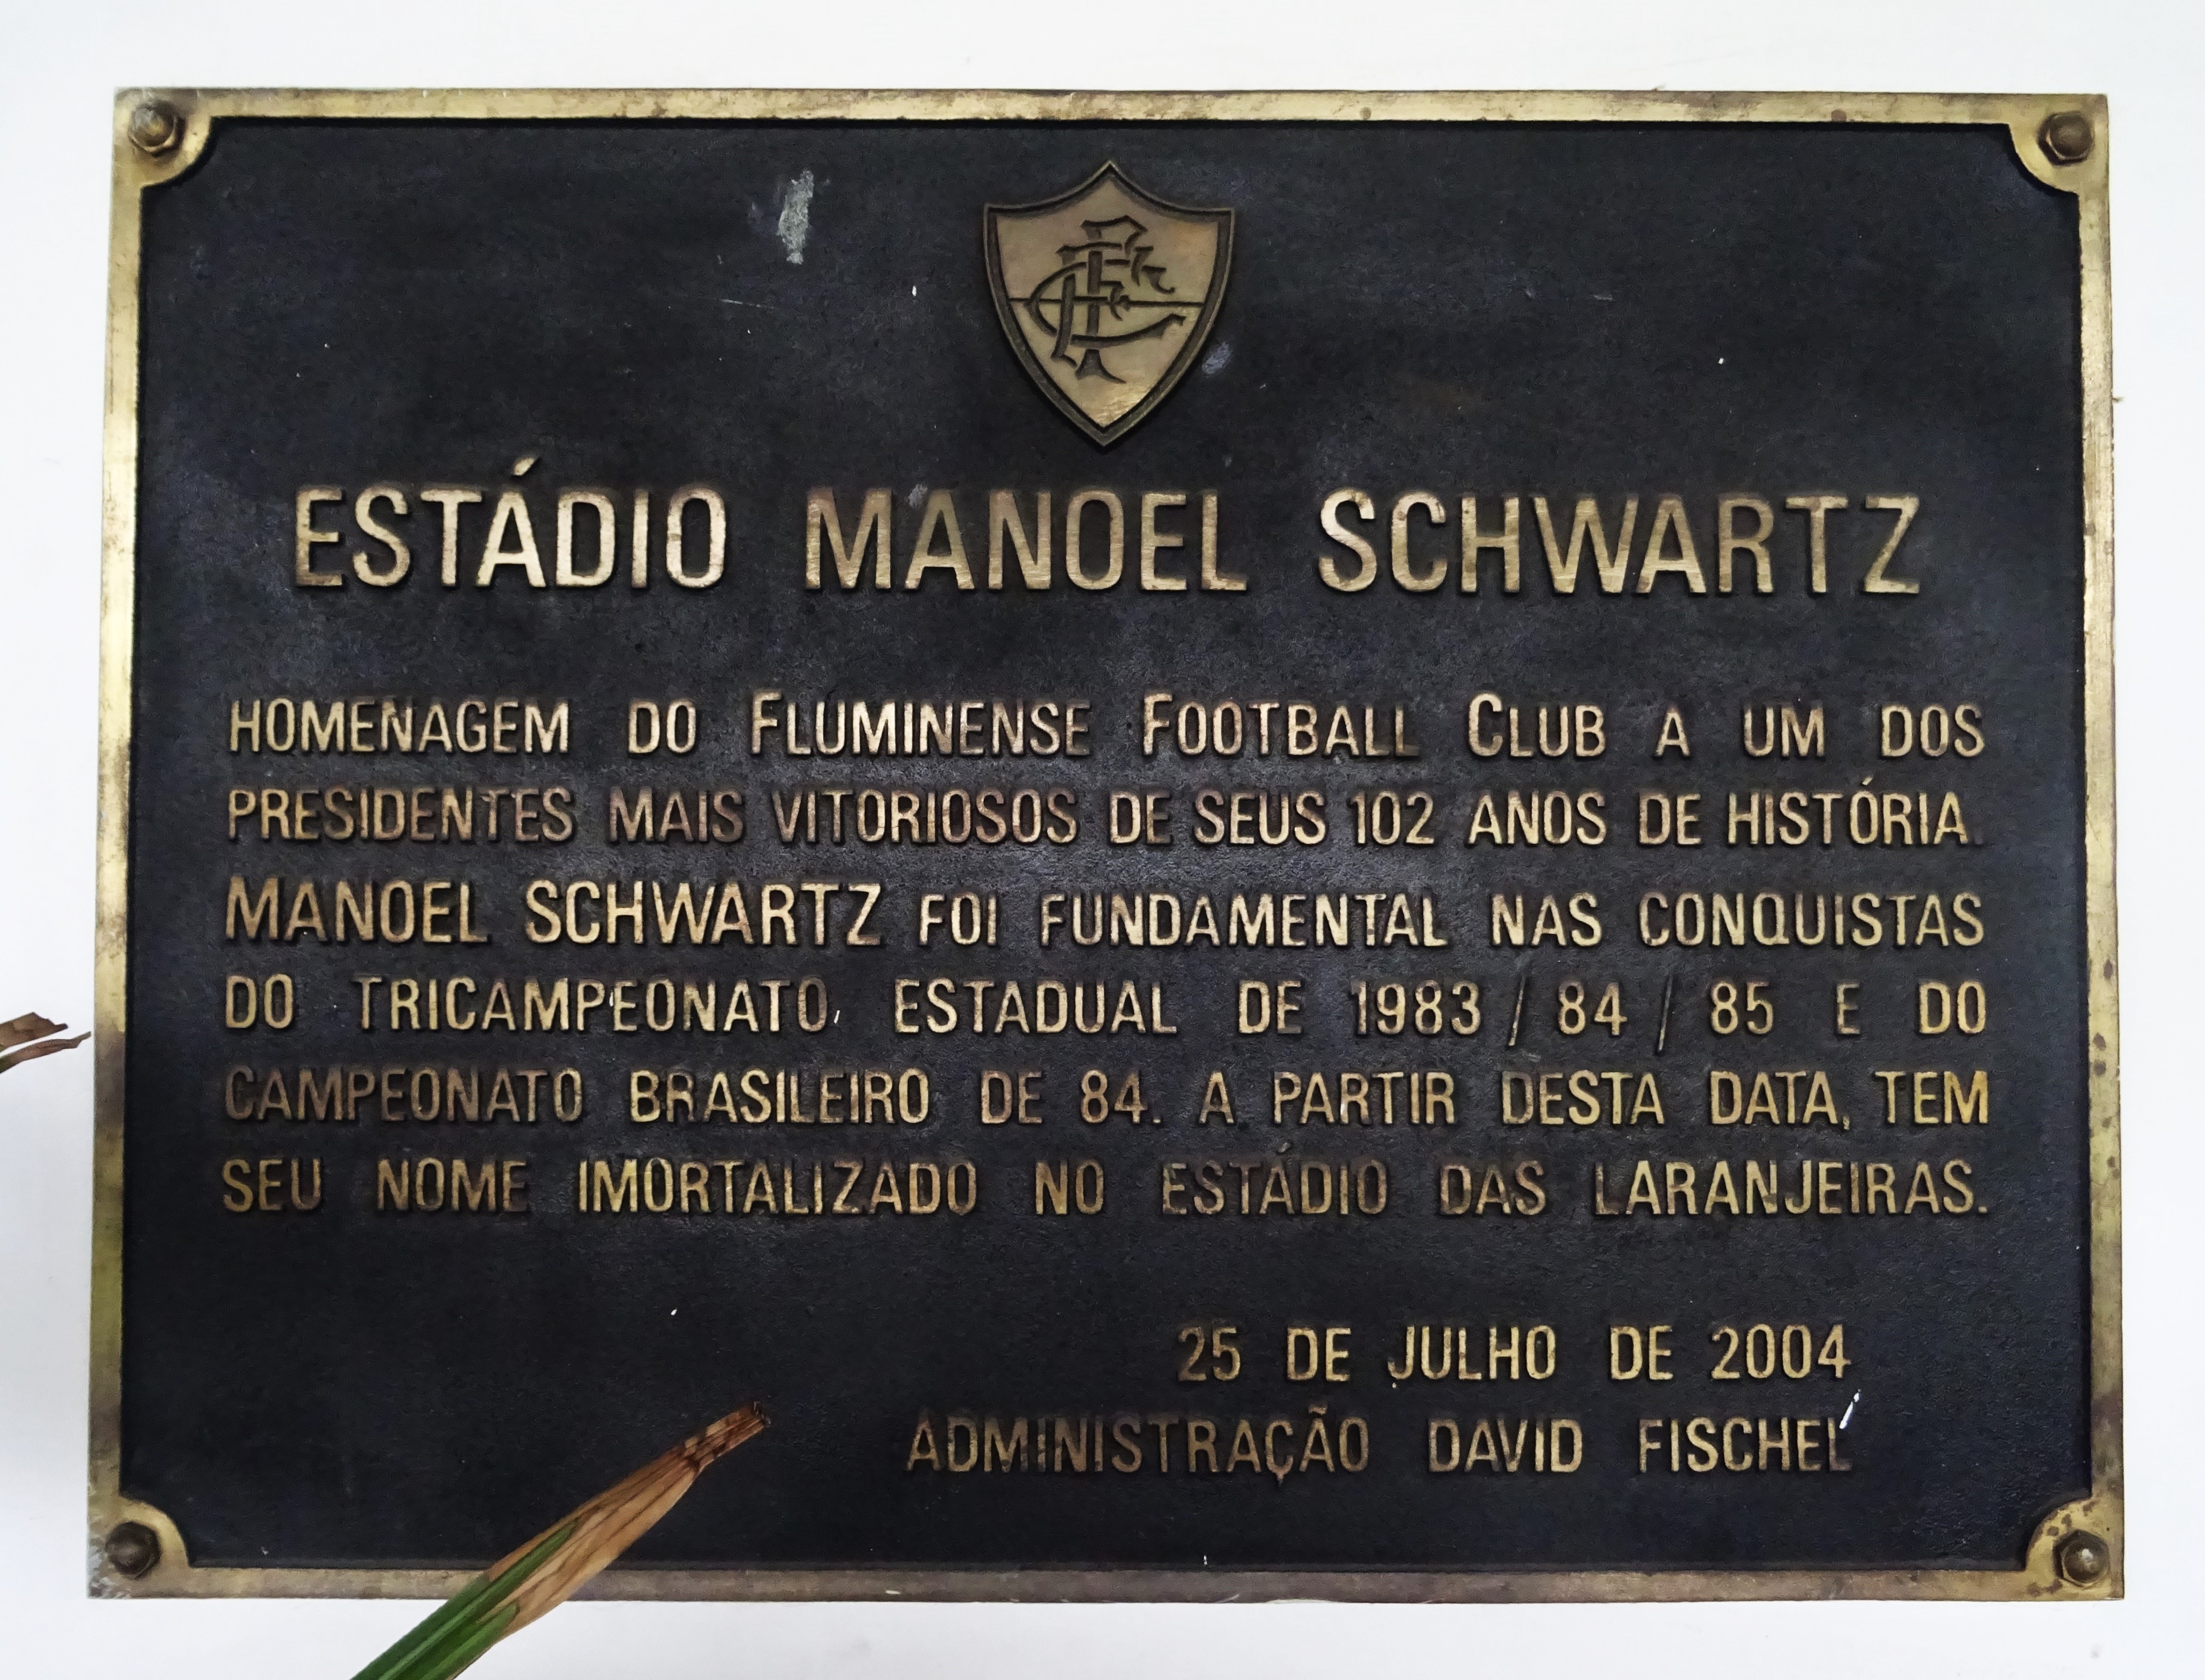 FFC
ESTÁDIO MANOEL SCHWARTZ
HOMENAGEM DO FLUMINENSE FOOTBALL CLUB A UM DOS
PRESIDENTES MAIS VITORIOSOS DE SEUS 102 ANOS DE HISTÓRIA.
MANOEL SCHWARTZ FOI FUNDAMENTAL NAS CONQUISTAS
DO TRICAMPEONATO ESTADUAL DE 1983 / 84 / 85 E DO
CAMPEONATO BRASILEIRO DE 84. A PARTIR DESTA DATA, TEM
SEU NOME IMORTALIZADO NO ESTÁDIO DAS LARANJEIRAS.
25 DE JULHO DE 2004
ADMINISTRAÇÃO DAVID FISCHEL